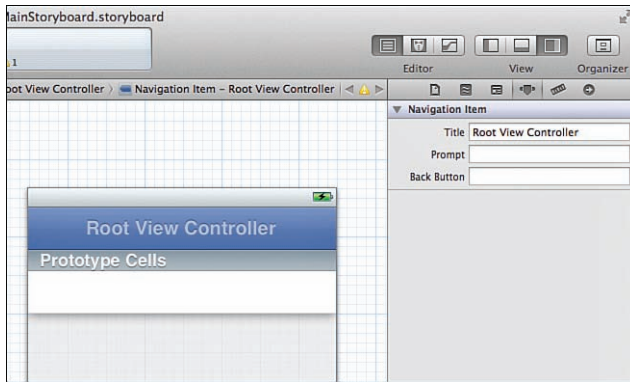 MainStoryboard.storyboard
1
Editor
View
Organizer
oot View Controller
Navigation Item – Root View Controller
Navigation Item
Title
Root View Controller
Prompt
Back Button
Root View Controller
Prototype Cells